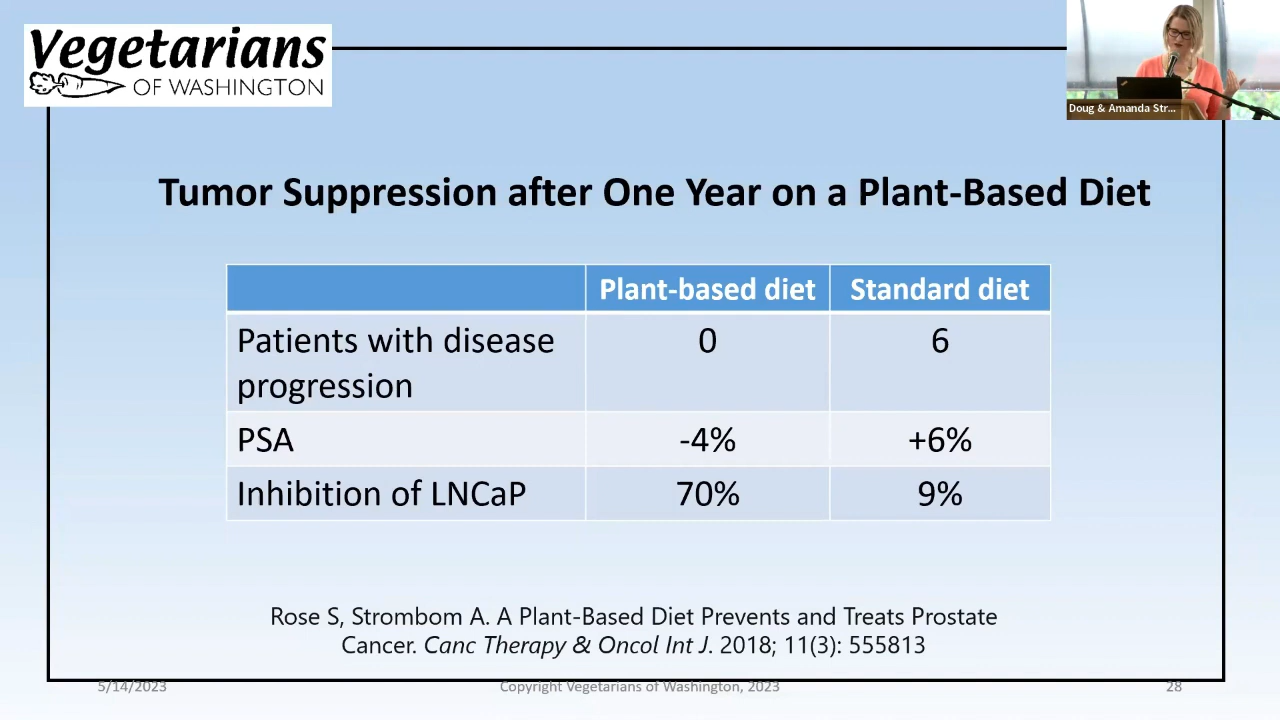 Vegetarians
OF WASHINGTON
Doug & Amanda Str...
Tumor Suppression after One Year on a Plant-Based Diet
Plant-based diet Standard diet
Patients with disease 0 6
progression
PSA -4% +6%
Inhibition of LNCaP 70% 9%
Rose S, Strombom A. A Plant-Based Diet Prevents and Treats Prostate
Cancer. Canc Therapy & Oncol Int J. 2018; 11(3): 555813
5/14/2023 Copyright Vegetarians of Washington, 2023 28